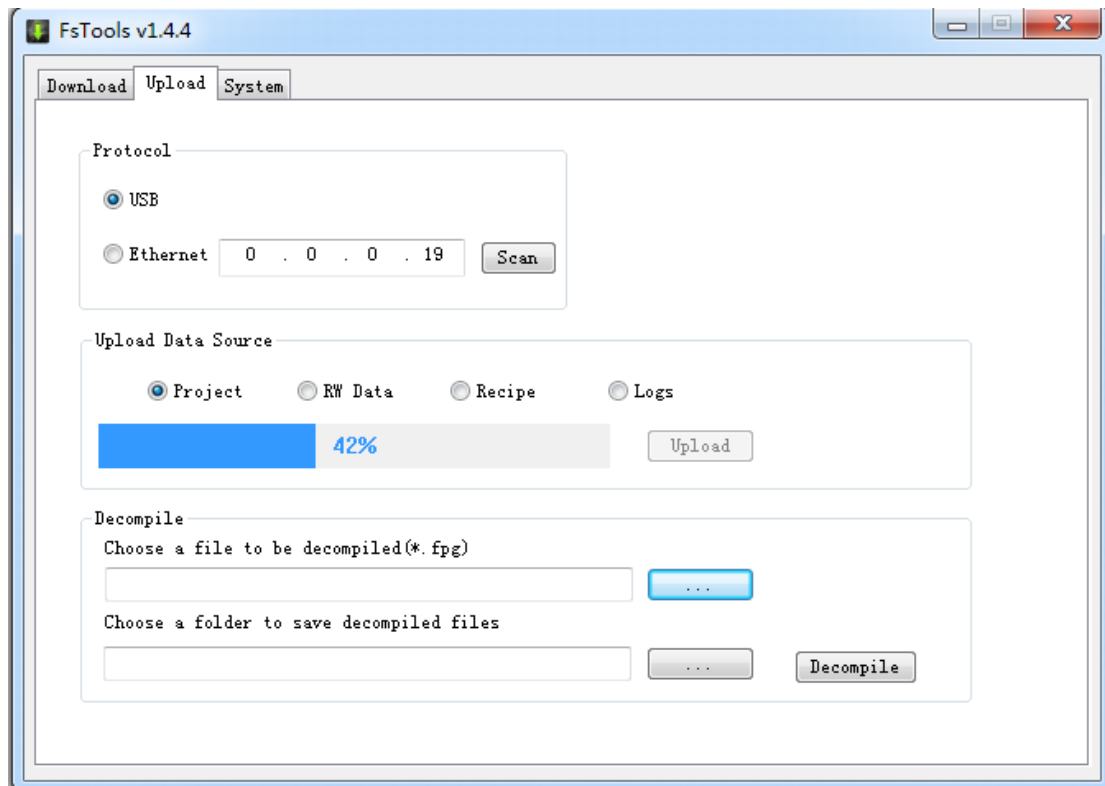 FsTools v1.4.4
Download Upload System
Protocol
USB
Ethernet 0 . 0 . 0 . 19 Scan
Upload Data Source
Project RW Data Recipe Logs
42% Upload
Decompile
Choose a file to be decompiled(*.fpg)
...
Choose a folder to save decompiled files
... Decompile